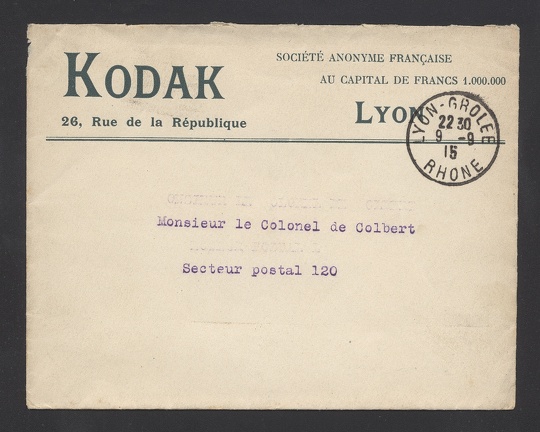 KODAK
SOCIÉTÉ ANONYME FRANÇAISE
AU CAPITAL DE FRANCS 1.000.000
26, Rue de la République
LYON
LYON-GROLEE
22 30
9 -9
15
RHONE
Monsieur le Colonel de Colbert
Secteur postal 120